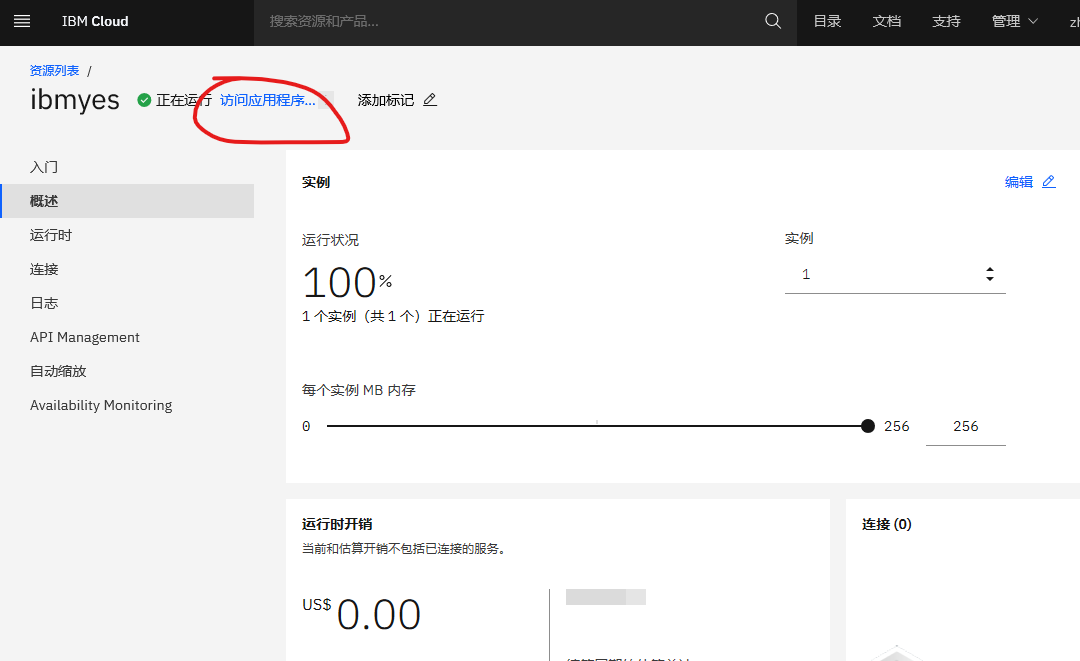 IBM Cloud 搜索资源和产品... 目录 文档 支持 管理 zh
资源列表 /
ibmyes 正在运行 访问应用程序... 添加标记
入门
概述
运行时
连接
日志
API Management
自动缩放
Availability Monitoring
实例 编辑
运行状况 实例
100% 1
1 个实例（共 1 个）正在运行
每个实例 MB 内存
0 256 256
运行时开销 连接 (0)
当前和估算开销不包括已连接的服务。
US$ 0.00